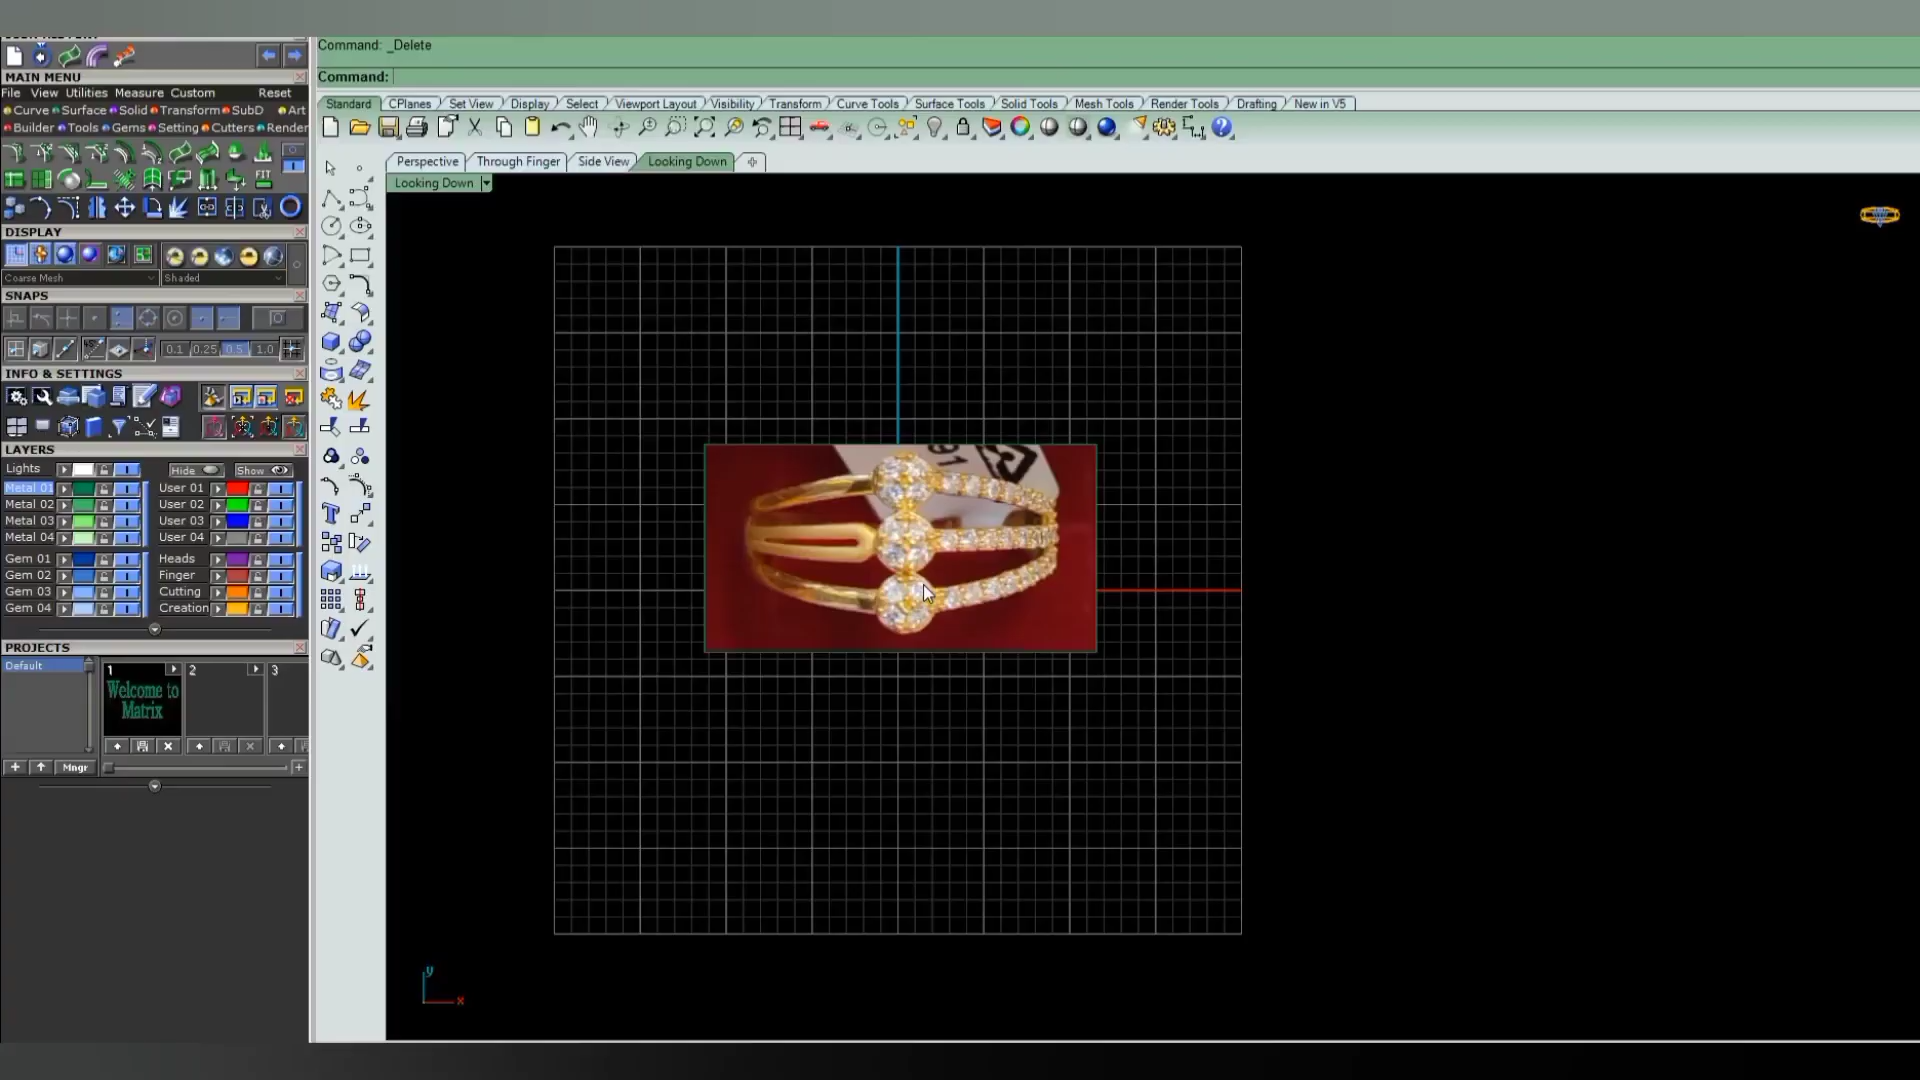 Command: _Delete
Command:
MAIN MENU
File View Utilities Measure Custom Reset
Curve Surface Solid Transform SubD Art
Builder Tools Gems Setting Cutters Render
FIT
DISPLAY
Coarse Mesh Shaded
SNAPS
0.1 0.25 0.5 1.0
INFO & SETTINGS
LAYERS
Lights Hide Show
Metal 01 User 01
Metal 02 User 02
Metal 03 User 03
Metal 04 User 04
Gem 01 Heads
Gem 02 Finger
Gem 03 Cutting
Gem 04 Creation
PROJECTS
Default 1 2 3
Welcome to
Matrix
Mngr
Standard CPlanes Set View Display Select Viewport Layout Visibility Transform Curve Tools Surface Tools Solid Tools Mesh Tools Render Tools Drafting New in V5
Perspective Through Finger Side View Looking Down
Looking Down
91
y
x